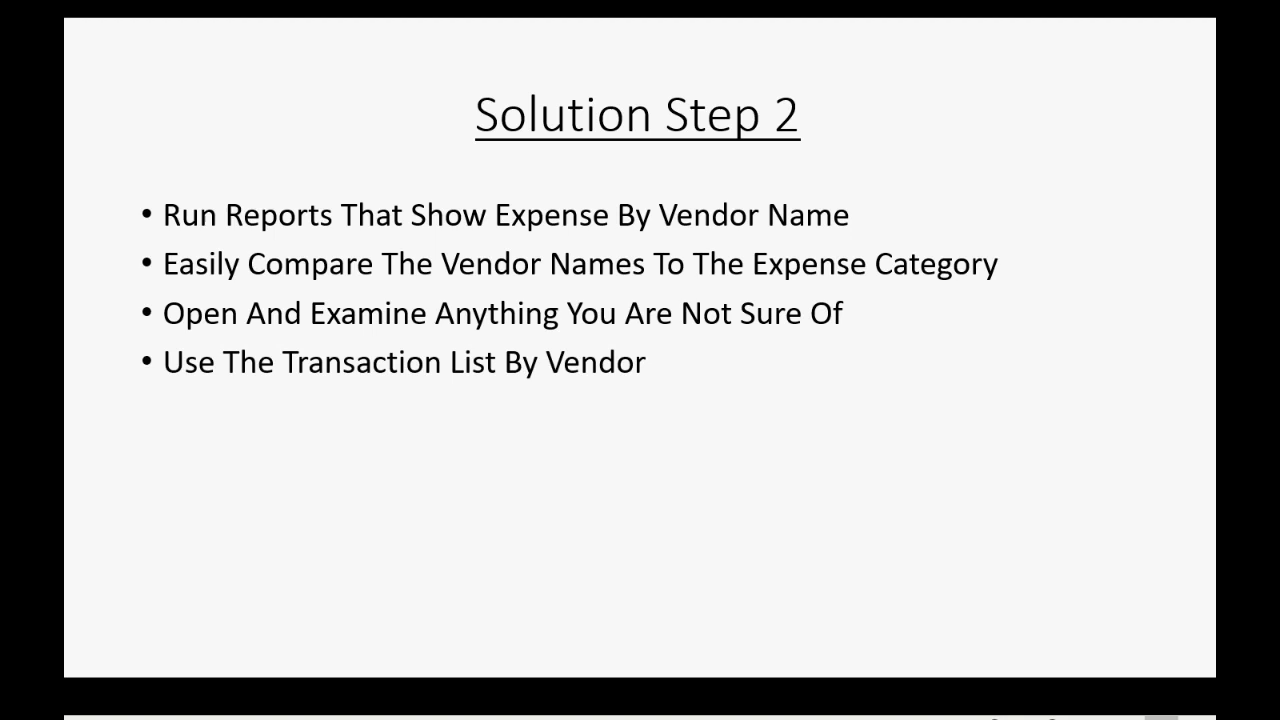 Solution Step 2
• Run Reports That Show Expense By Vendor Name
• Easily Compare The Vendor Names To The Expense Category
• Open And Examine Anything You Are Not Sure Of
• Use The Transaction List By Vendor